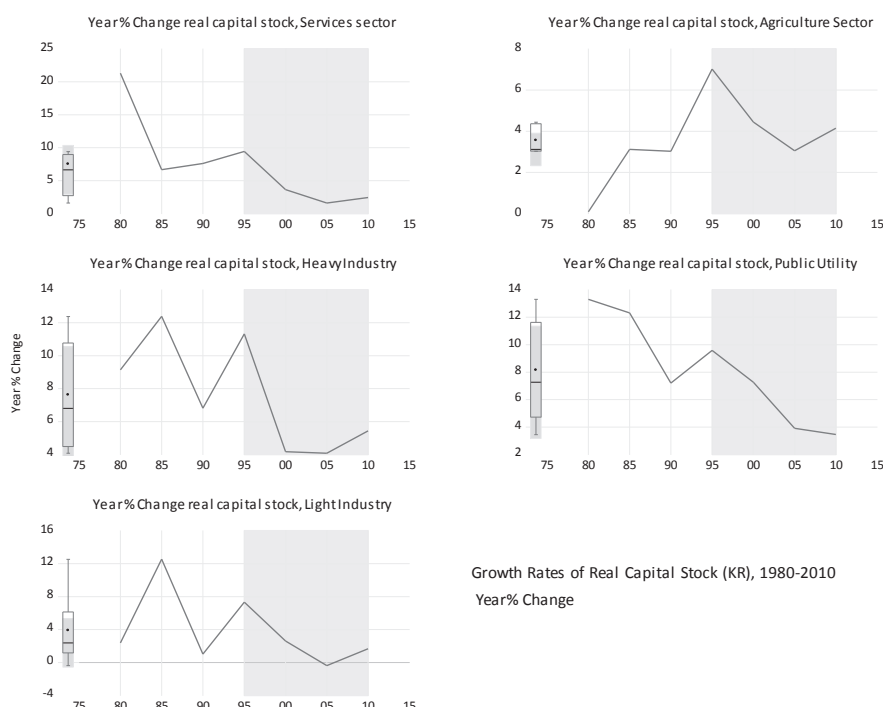 Year % Change real capital stock, Services sector
25
20
15
10
5
0
75 80 85 90 95 00 05 10 15
Year % Change real capital stock, Agriculture Sector
8
6
4
2
0
75 80 85 90 95 00 05 10 15
Year % Change real capital stock, Heavy Industry
Year % Change
14
12
10
8
6
4
75 80 85 90 95 00 05 10 15
Year % Change real capital stock, Public Utility
14
12
10
8
6
4
2
75 80 85 90 95 00 05 10 15
Year % Change real capital stock, Light Industry
16
12
8
4
0
-4
75 80 85 90 95 00 05 10 15
Growth Rates of Real Capital Stock (KR), 1980-2010
Year% Change